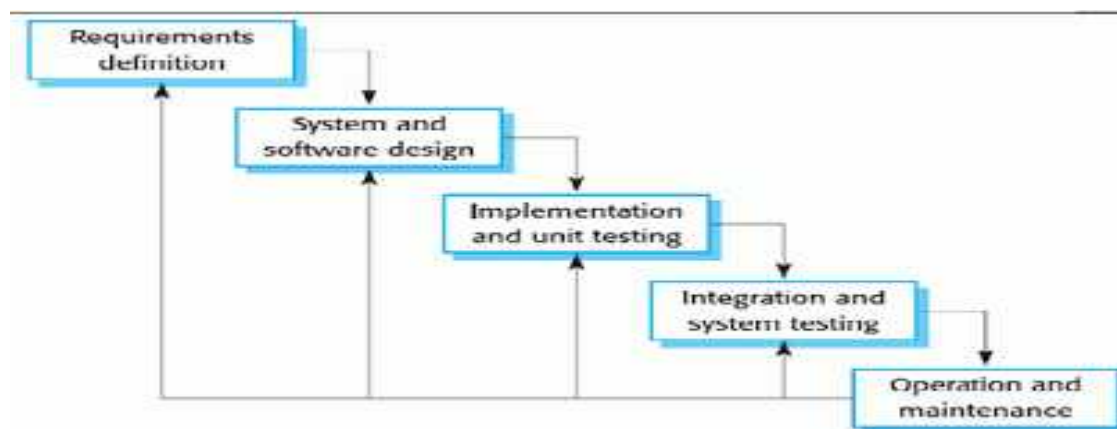 Requirements
definition
System and
software design
Implementation
and unit testing
Integration and
system testing
Operation and
maintenance